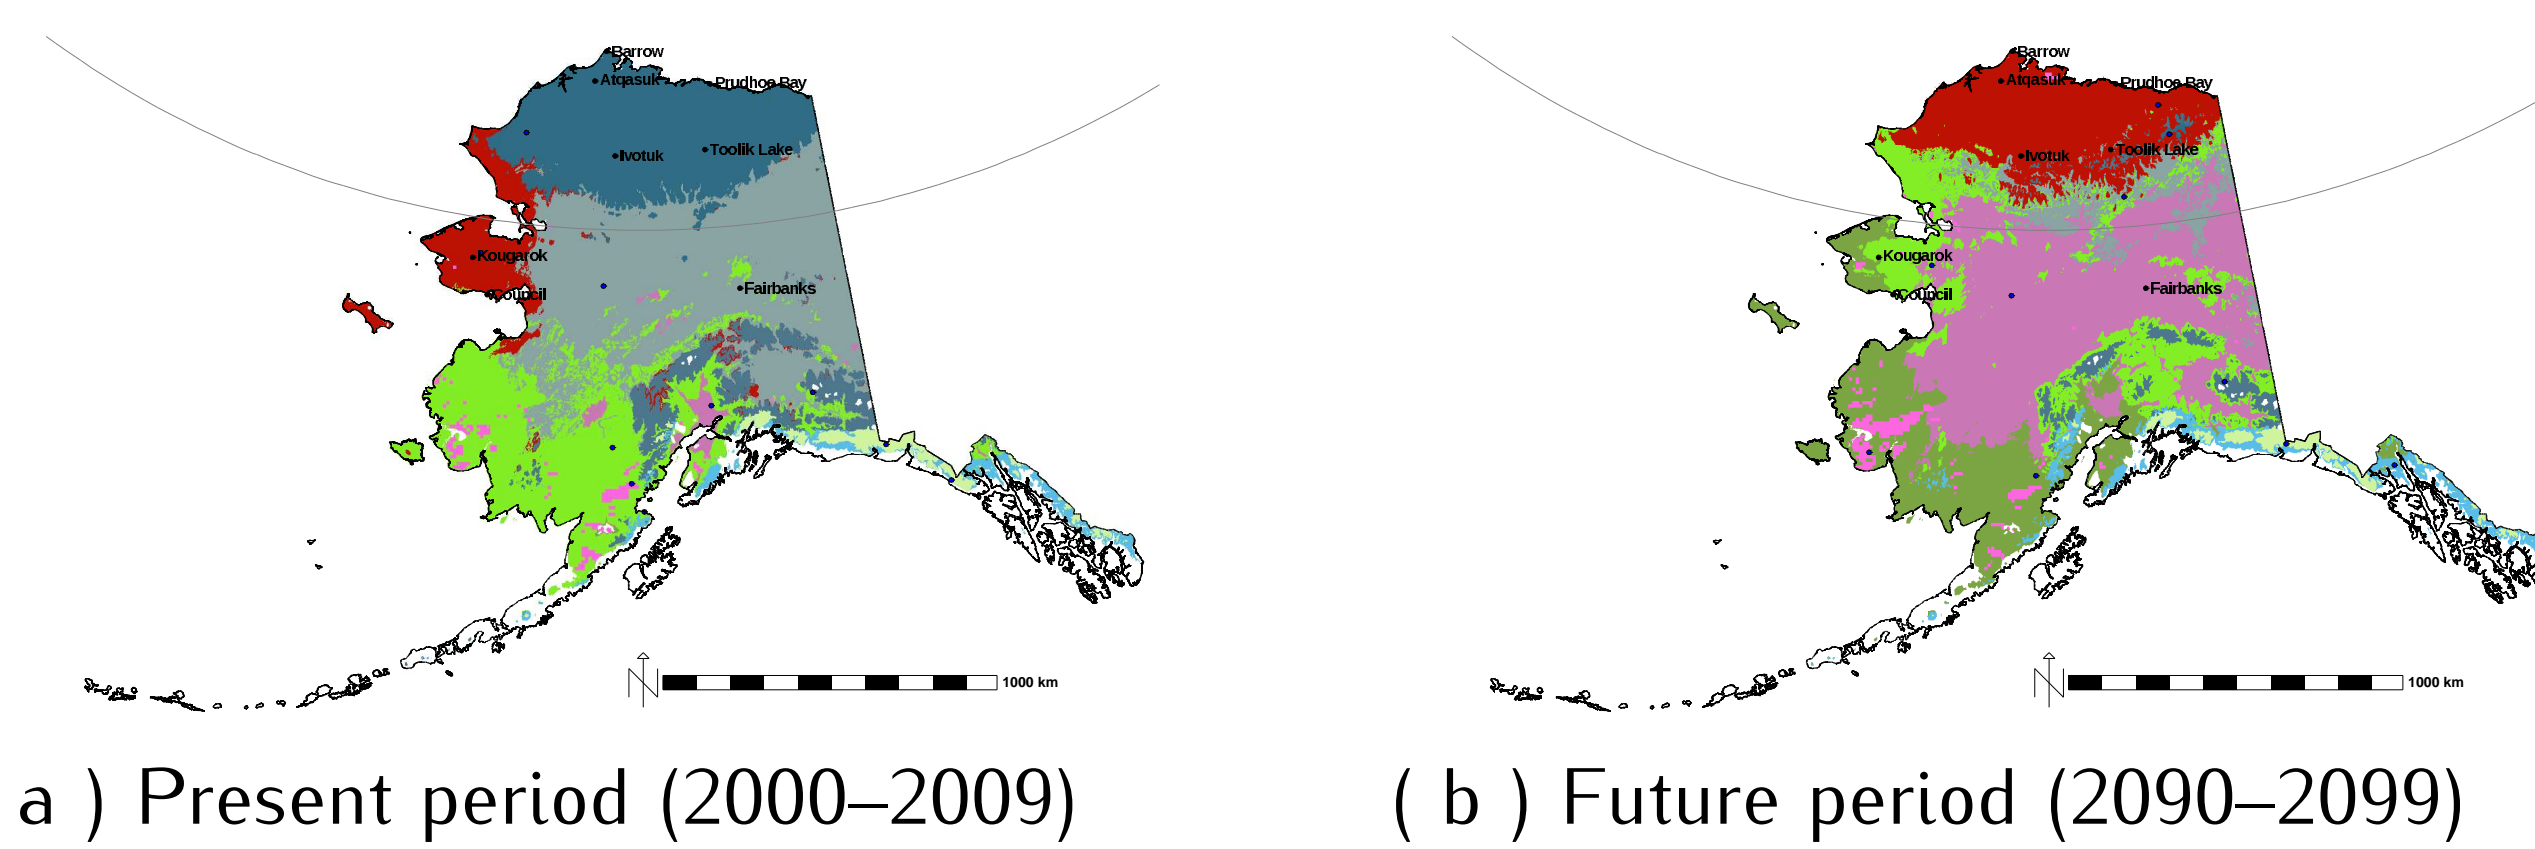 Barrow
Atqasuk
Prudhoe Bay
Ivotuk
Toolik Lake
Kougarok
Council
Fairbanks
N
1000 km
a ) Present period (2000–2009)
Barrow
Atqasuk
Prudhoe Bay
Ivotuk
Toolik Lake
Kougarok
Council
Fairbanks
N
1000 km
( b ) Future period (2090–2099)